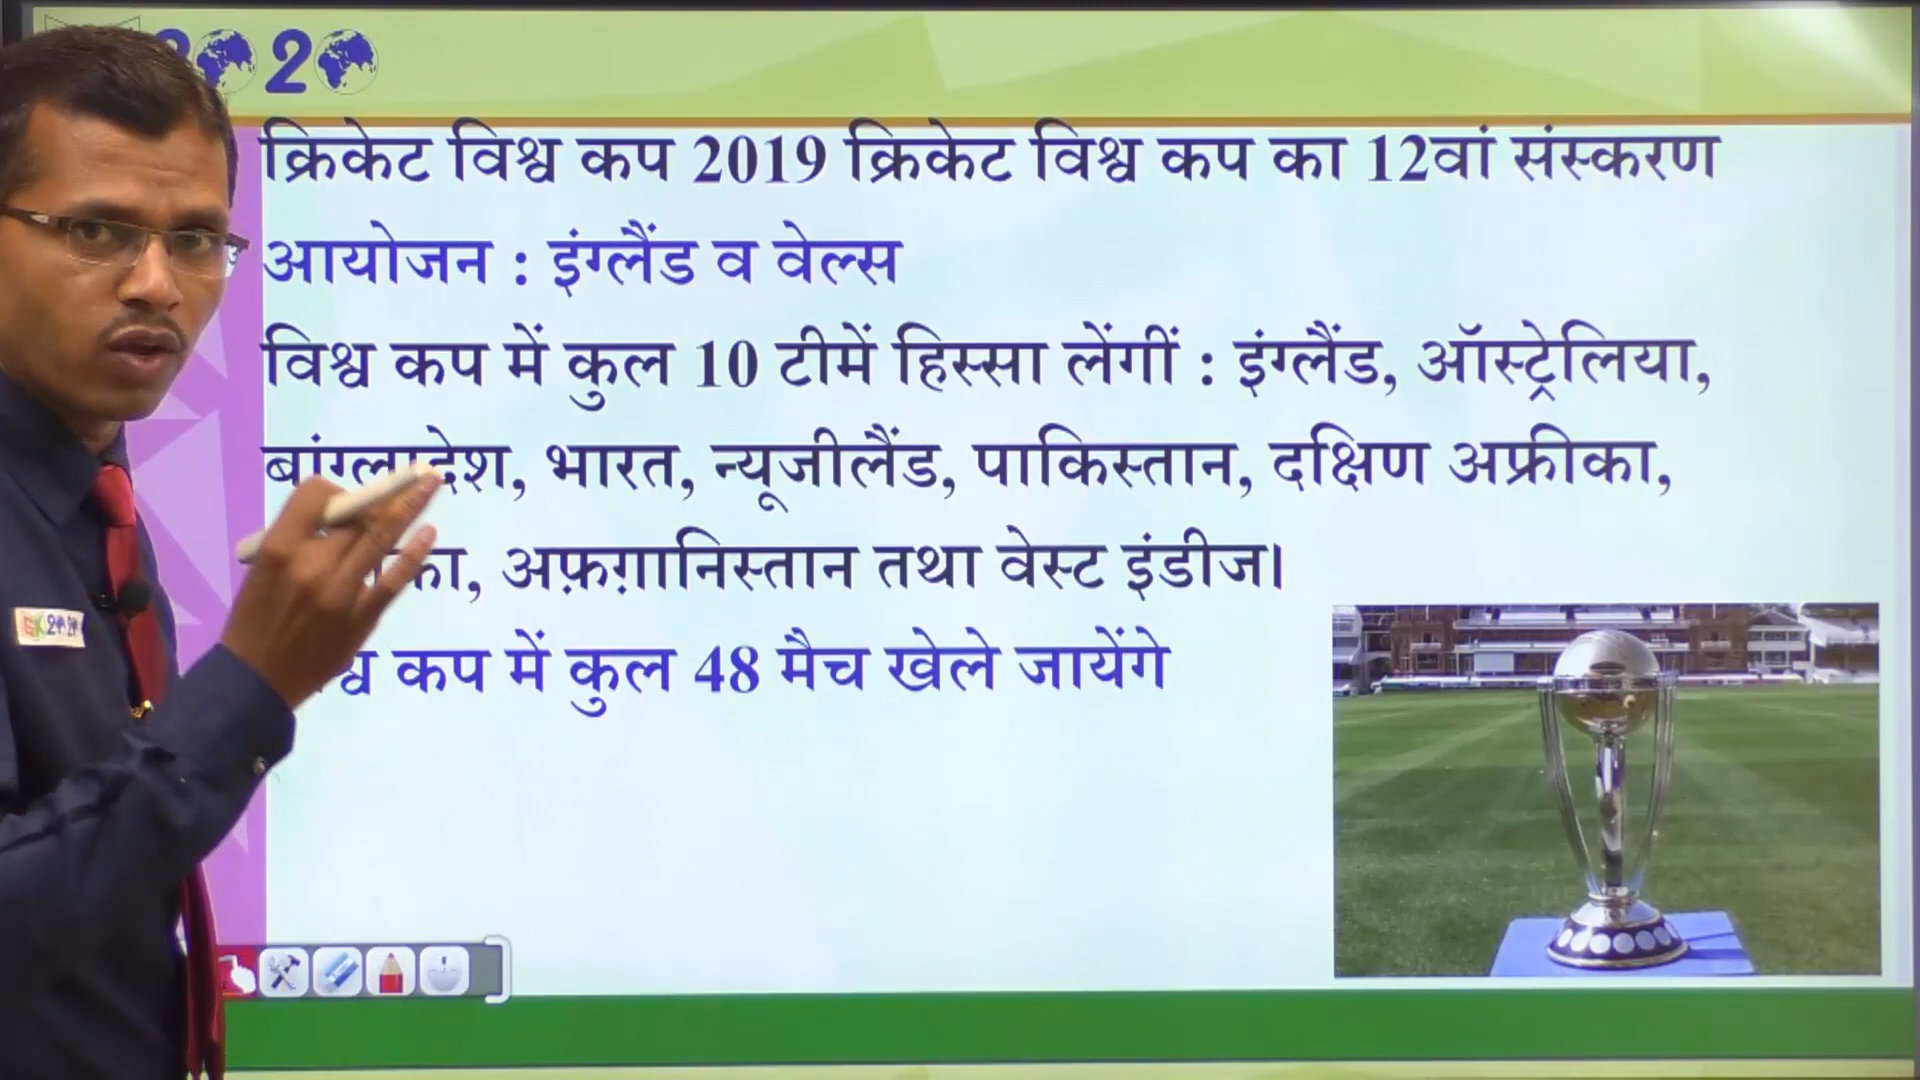 2020
क्रिकेट विश्व कप 2019 क्रिकेट विश्व कप का 12वां संस्करण
आयोजन : इंग्लैंड व वेल्स
विश्व कप में कुल 10 टीमें हिस्सा लेंगीं : इंग्लैंड, ऑस्ट्रेलिया,
बांग्लादेश, भारत, न्यूजीलैंड, पाकिस्तान, दक्षिण अफ्रीका,
अफ़ग़ानिस्तान तथा वेस्ट इंडीज।
कप में कुल 48 मैच खेले जायेंगे
GK2020